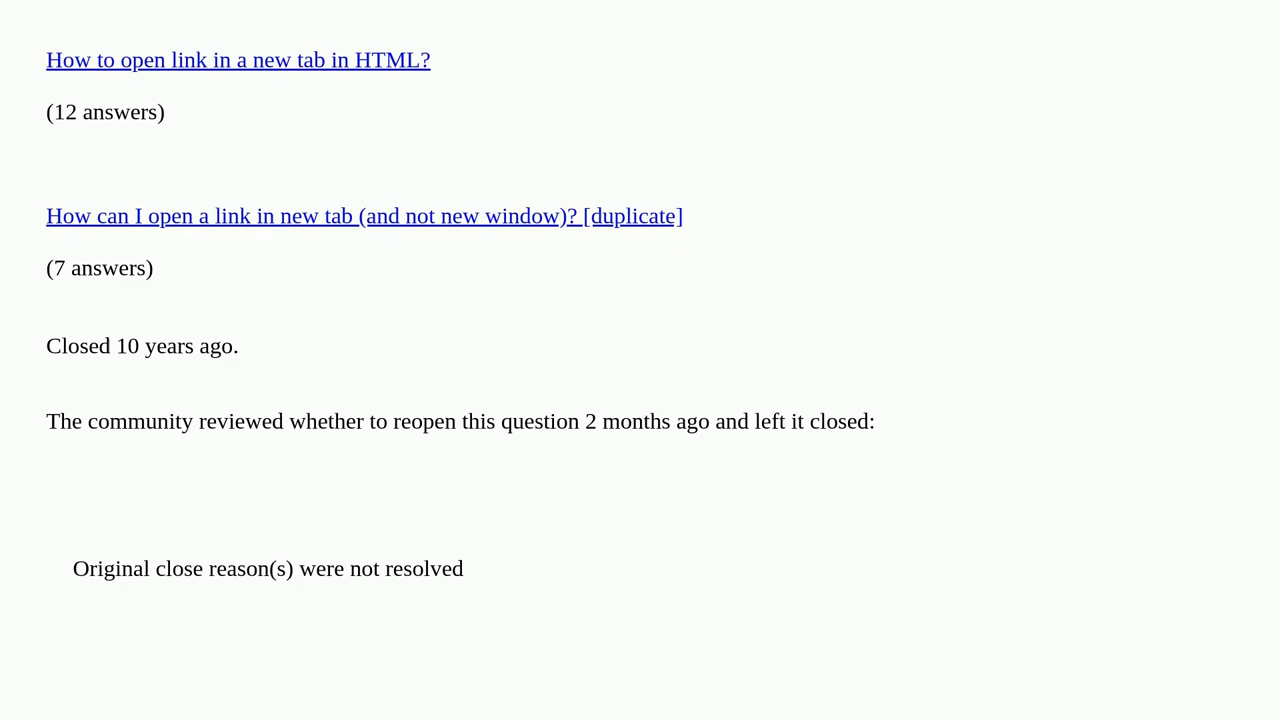 How to open link in a new tab in HTML?
(12 answers)
How can I open a link in new tab (and not new window)? [duplicate]
(7 answers)
Closed 10 years ago.
The community reviewed whether to reopen this question 2 months ago and left it closed:
Original close reason(s) were not resolved